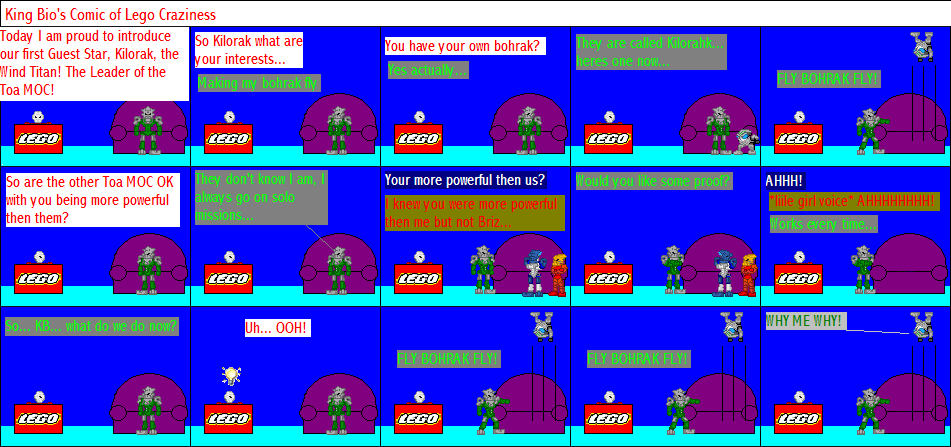 King Bio's Comic of Lego Craziness
Today I am proud to introduce
our first Guest Star, Kilorak, the
Wind Titan! The Leader of the
Toa MOC!
LEGO
So Kilorak what are
your interests...
Making my bohrak fly
LEGO
You have your own bohrak?
Yes actually...
LEGO
They are called Kilorahk...
heres one now...
LEGO
FLY BOHRAK FLY!
LEGO
So are the other Toa MOC OK
with you being more powerful
then them?
LEGO
They don't know I am, I
always go on solo
missions...
LEGO
Your more powerful then us?
I knew you were more powerful
then me but not Briz...
LEGO
Would you like some proof?
LEGO
AHHH!
*liile girl voice* AHHHHHHHH!
Works every time...
LEGO
So... KB... what do we do now?
LEGO
Uh... OOH!
LEGO
FLY BOHRAK FLY!
LEGO
FLY BOHRAK FLY!
LEGO
WHY ME WHY!
LEGO